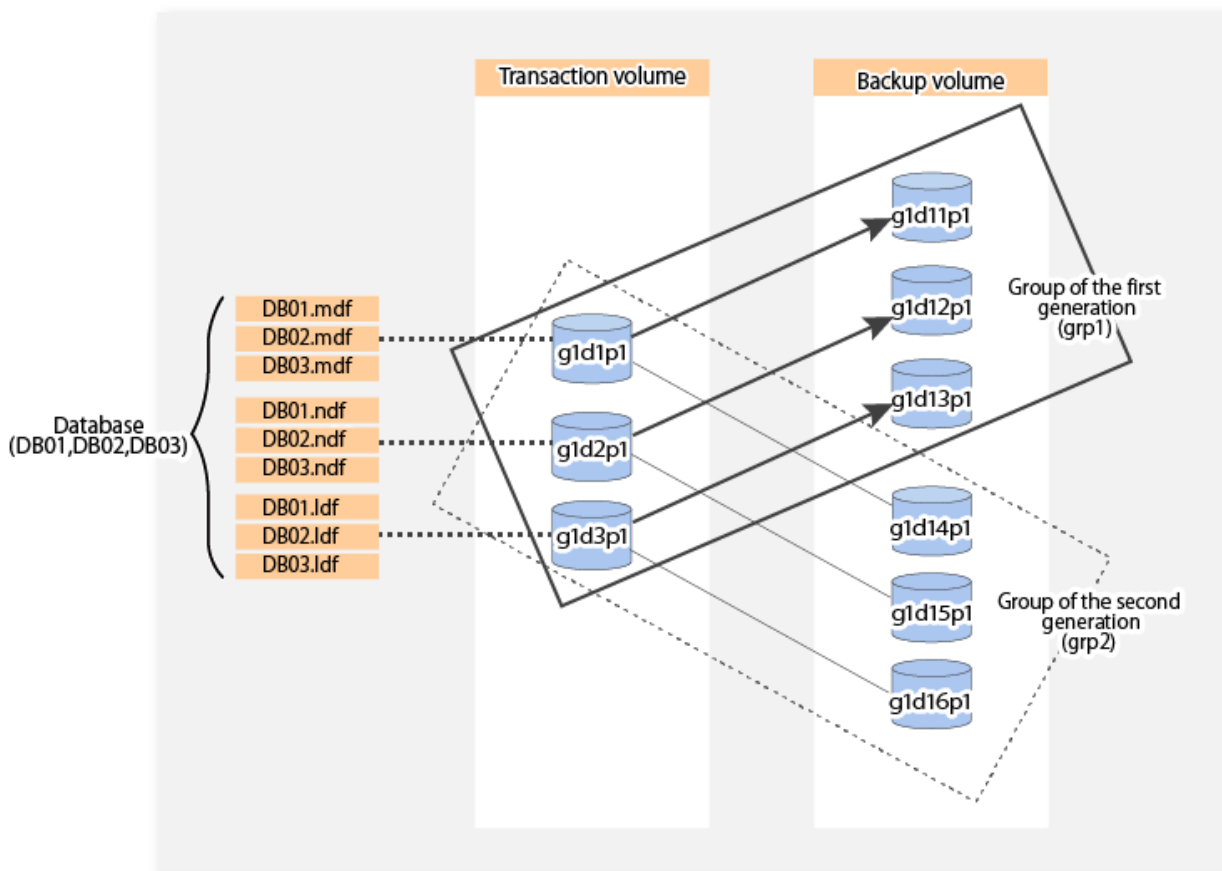 Transaction volume
Backup volume
Database
(DB01,DB02,DB03)
DB01.mdf
DB02.mdf
DB03.mdf
DB01.ndf
DB02.ndf
DB03.ndf
DB01.ldf
DB02.ldf
DB03.ldf
g1d1p1
g1d2p1
g1d3p1
g1d11p1
g1d12p1
g1d13p1
g1d14p1
g1d15p1
g1d16p1
Group of the first
generation
(grp1)
Group of the second
generation
(grp2)